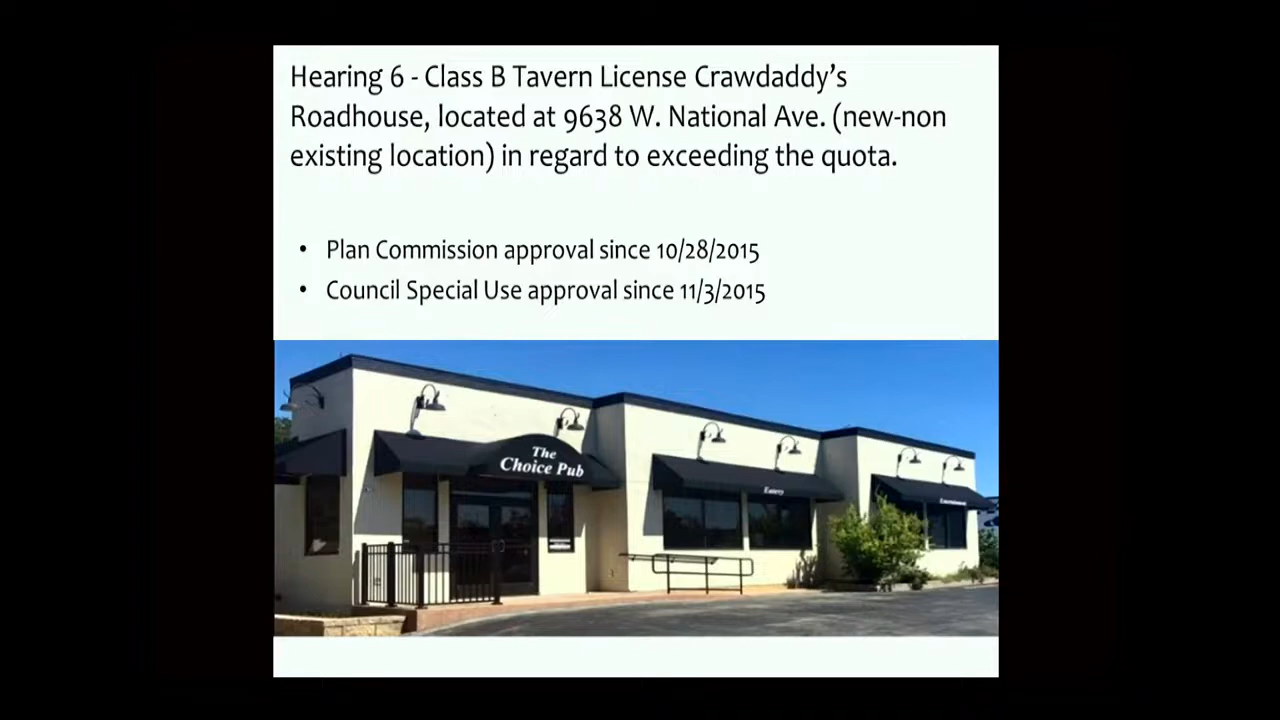 Hearing 6 - Class B Tavern License Crawdaddy's
Roadhouse, located at 9638 W. National Ave. (new-non
existing location) in regard to exceeding the quota.
• Plan Commission approval since 10/28/2015
• Council Special Use approval since 11/3/2015
The
Choice Pub
Eatery
Entertainment